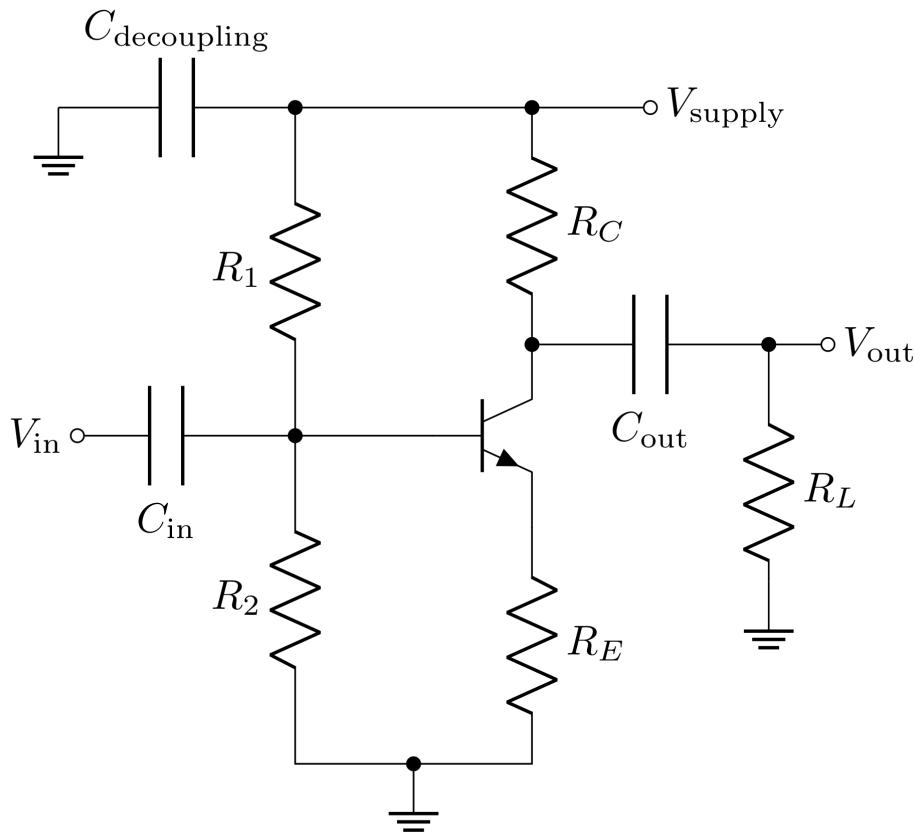 C_decoupling
V_supply
R_C
R_1
V_out
V_in
C_out
C_in
R_L
R_2
R_E